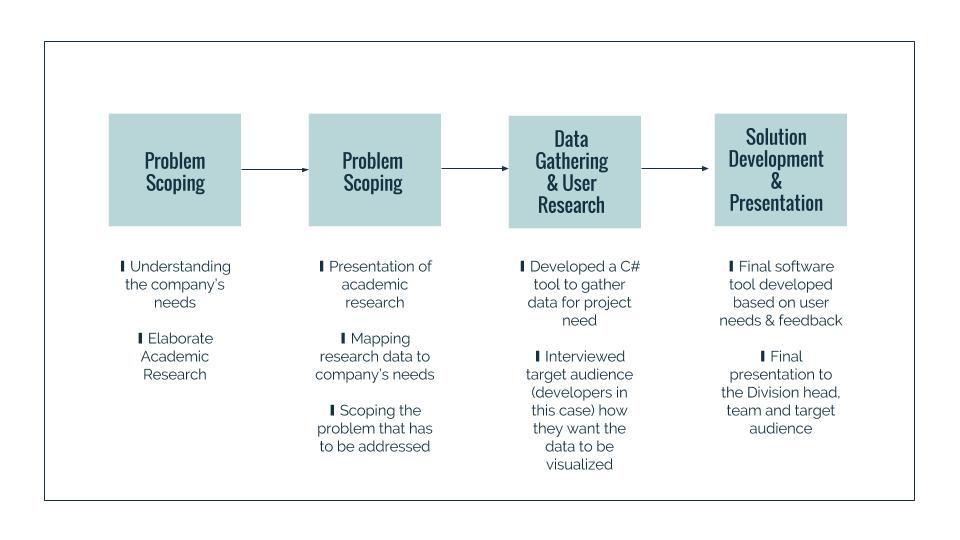 Problem
Scoping
Problem
Scoping
Data
Gathering
& User
Research
Solution
Development
&
Presentation
❙ Understanding
the company's
needs
❙ Elaborate
Academic
Research
❙ Presentation of
academic
research
❙ Mapping
research data to
company's needs
❙ Scoping the
problem that has
to be addressed
❙ Developed a C#
tool to gather
data for project
need
❙ Interviewed
target audience
(developers in
this case) how
they want the
data to be
visualized
❙ Final software
tool developed
based on user
needs & feedback
❙ Final
presentation to
the Division head,
team and target
audience